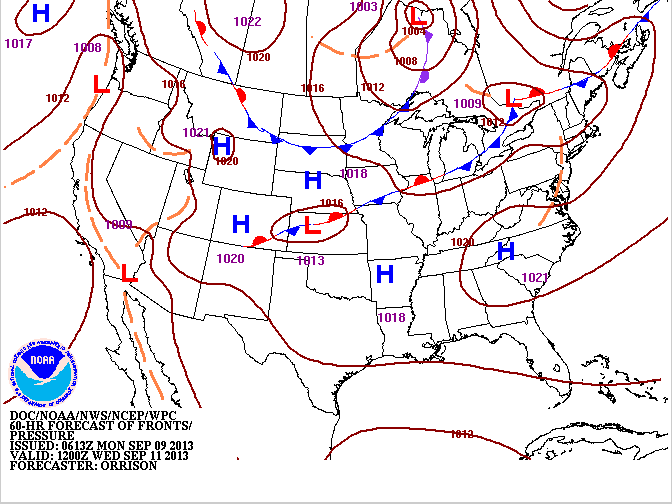 H
1017
1008
L
1012
1022
1020
1003
L
1004
1008
1016
1016
1012
1009
L
1012
1021
H
1020
H
1018
1012
1009
H
1016
L
1020
1013
1020
H
1021
L
H
1018
1012
NOAA
DOC/NOAA/NWS/NCEP/WPC
60-HR FORECAST OF FRONTS/
PRESSURE
ISSUED: 0613Z MON SEP 09 2013
VALID: 1200Z WED SEP 11 2013
FORECASTER: ORRISON